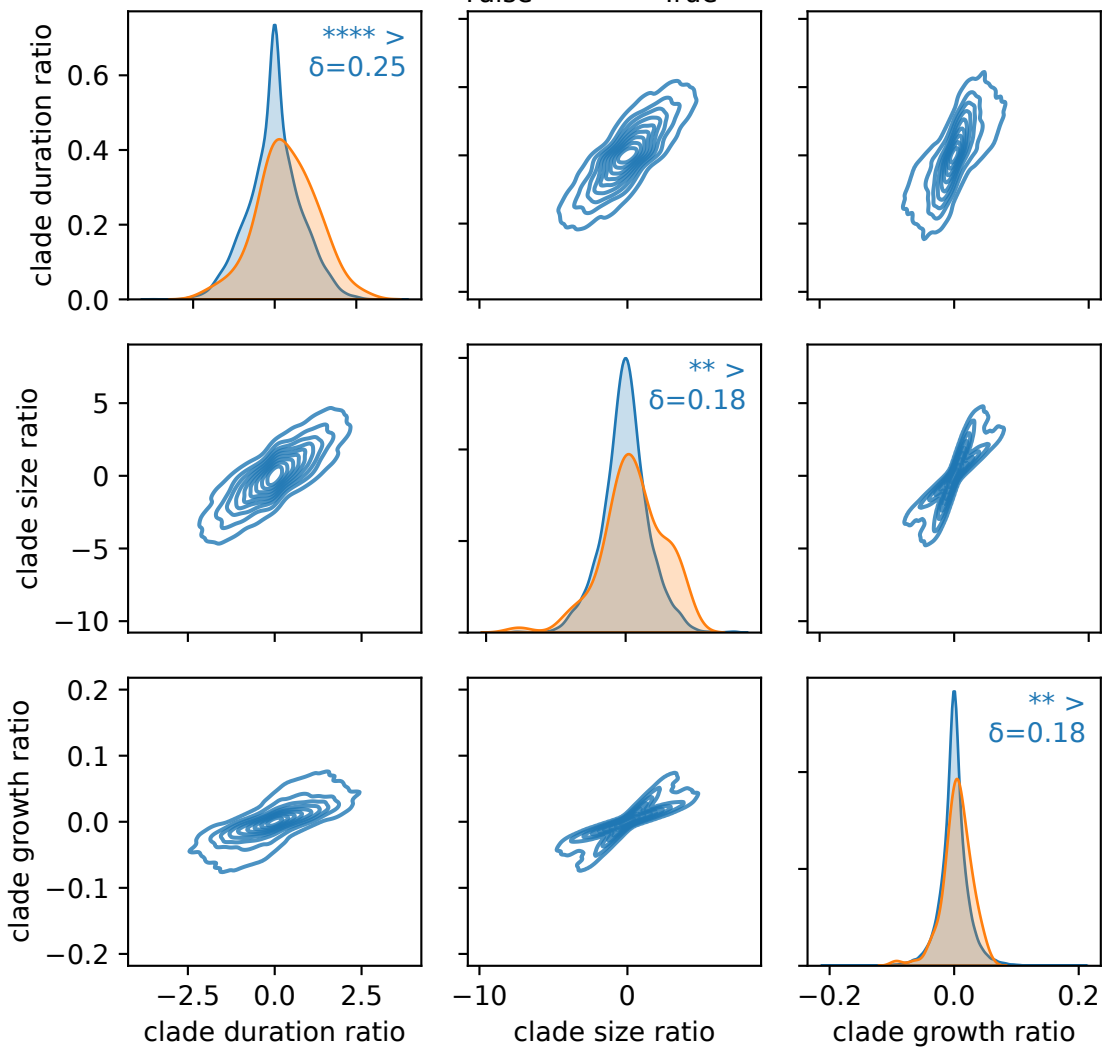 True
clade duration ratio
0.6
0.4
0.2
0.0
**** >
δ=0.25
clade size ratio
5
0
−5
−10
** >
δ=0.18
clade growth ratio
0.2
0.1
0.0
−0.1
−0.2
** >
δ=0.18
−2.5
0.0
2.5
−10
0
−0.2
0.0
0.2
clade duration ratio
clade size ratio
clade growth ratio